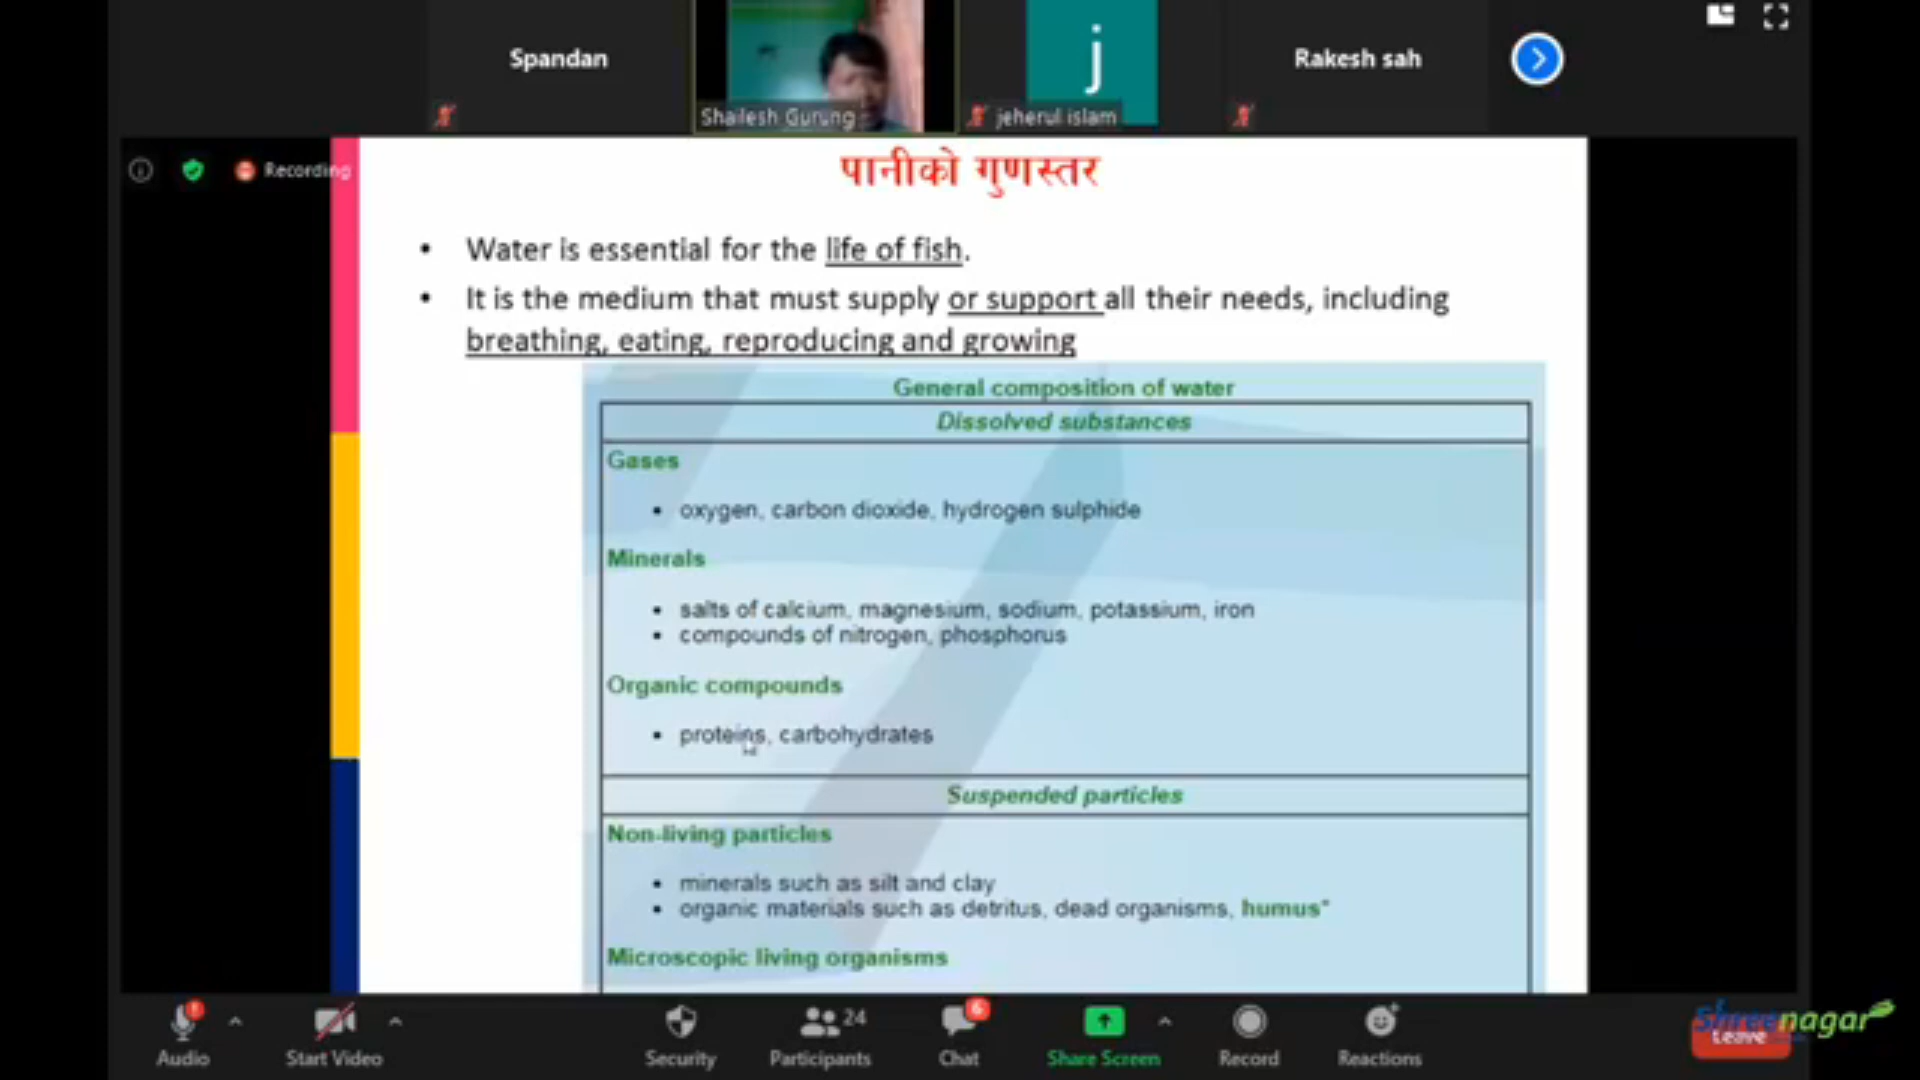 Spandan
Shailesh Gurung
j
jeherul islam
Rakesh sah
Recording
पानीको गुणस्तर
• Water is essential for the life of fish.
• It is the medium that must supply or support all their needs, including
breathing, eating, reproducing and growing
General composition of water
Dissolved substances
Gases
• oxygen, carbon dioxide, hydrogen sulphide
Minerals
• salts of calcium, magnesium, sodium, potassium, iron
• compounds of nitrogen, phosphorus
Organic compounds
• proteins, carbohydrates
Suspended particles
Non-living particles
• minerals such as silt and clay
• organic materials such as detritus, dead organisms, humus*
Microscopic living organisms
Audio
Start Video
Security
24
Participants
6
Chat
Share Screen
Record
Reactions
Shreenagar
Leave